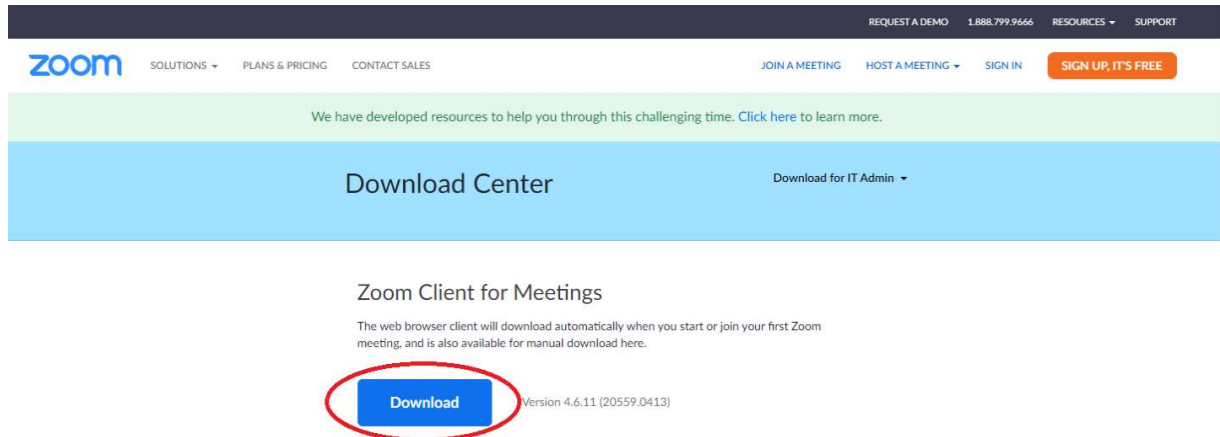 REQUEST A DEMO 1.888.799.9666 RESOURCES SUPPORT
zoom SOLUTIONS PLANS & PRICING CONTACT SALES JOIN A MEETING HOST A MEETING SIGN IN SIGN UP, IT'S FREE
We have developed resources to help you through this challenging time. Click here to learn more.
Download Center Download for IT Admin
Zoom Client for Meetings
The web browser client will download automatically when you start or join your first Zoom
meeting, and is also available for manual download here.
Download Version 4.6.11 (20559.0413)